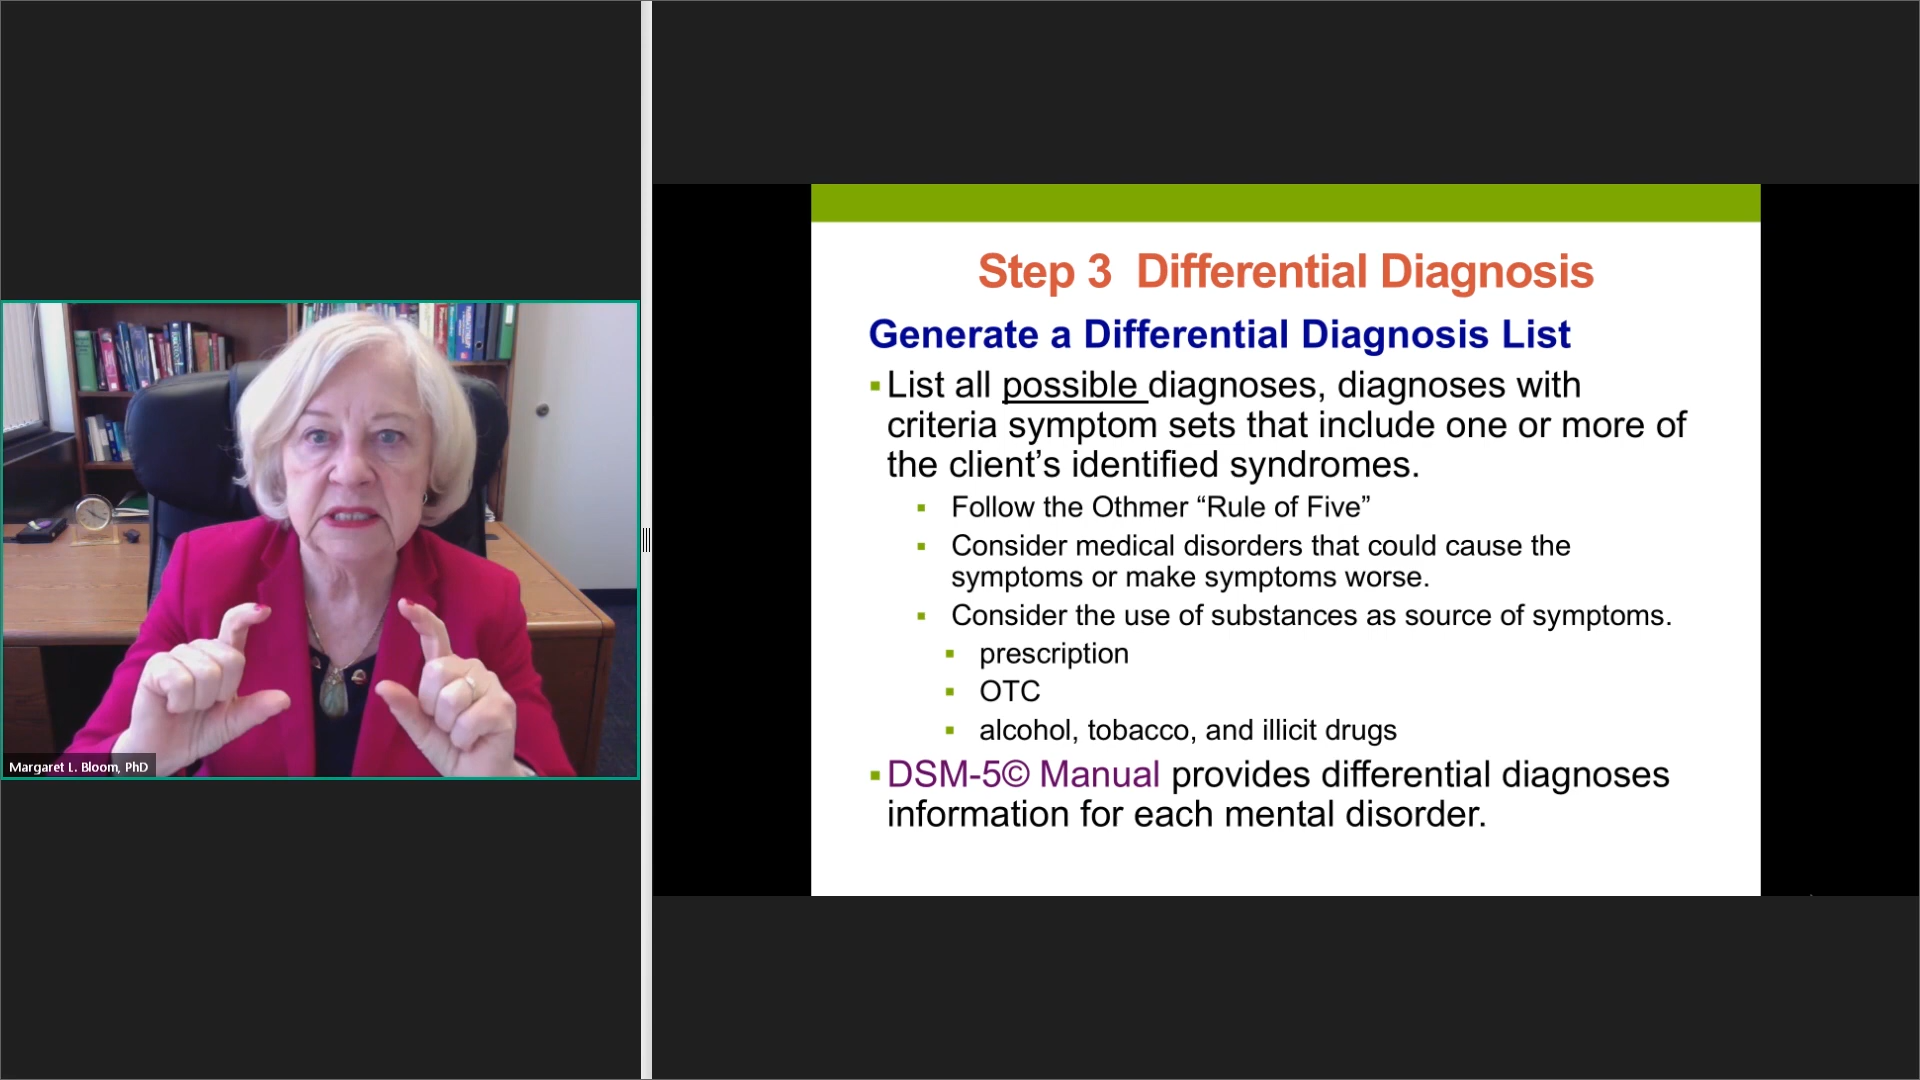 Margaret L. Bloom, PhD
Step 3  Differential Diagnosis
Generate a Differential Diagnosis List
▪List all possible diagnoses, diagnoses with
criteria symptom sets that include one or more of
the client’s identified syndromes.
▪ Follow the Othmer “Rule of Five”
▪ Consider medical disorders that could cause the
symptoms or make symptoms worse.
▪ Consider the use of substances as source of symptoms.
▪ prescription
▪ OTC
▪ alcohol, tobacco, and illicit drugs
▪DSM-5© Manual provides differential diagnoses
information for each mental disorder.